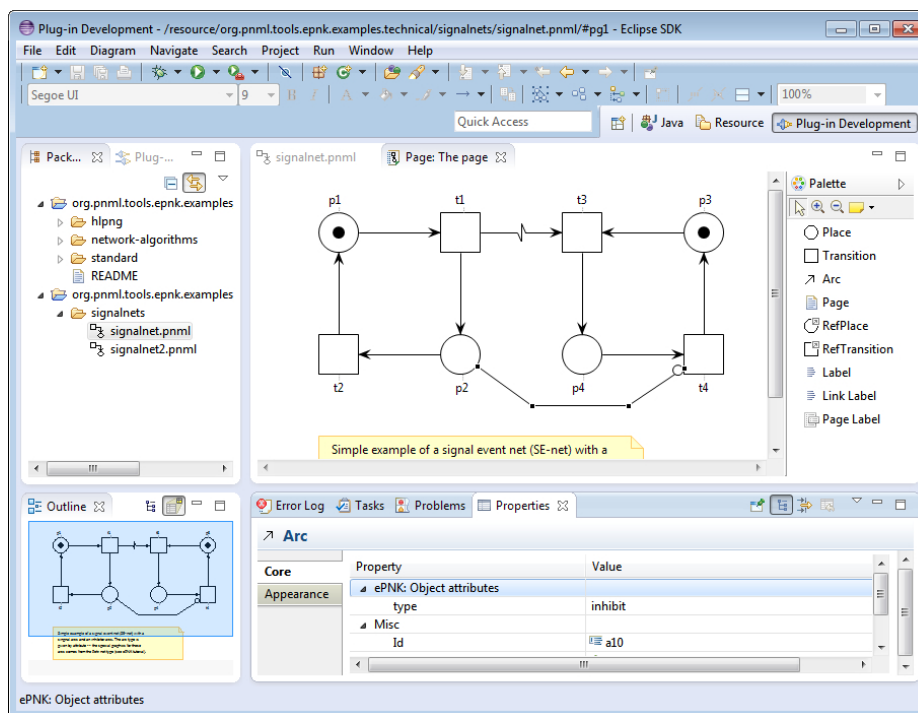 Plug-in Development - /resource/org.pnml.tools.epnk.examples.technical/signalnets/signalnet.pnml/#pg1 - Eclipse SDK
File Edit Diagram Navigate Search Project Run Window Help
Segoe UI 9 B I A 100%
Quick Access Java Resource Plug-in Development
Pack... Plug-... signalnet.pnml Page: The page
org.pnml.tools.epnk.examples
hlpng
network-algorithms
standard
README
org.pnml.tools.epnk.examples
signalnets
signalnet.pnml
signalnet2.pnml
p1 t1 t3 p3
t2 p2 p4 t4
Simple example of a signal event net (SE-net) with a
Palette
Place
Transition
Arc
Page
RefPlace
RefTransition
Label
Link Label
Page Label
Outline
Error Log Tasks Problems Properties
Arc
Core
Appearance
Property Value
ePNK: Object attributes
type inhibit
Misc
Id a10
ePNK: Object attributes